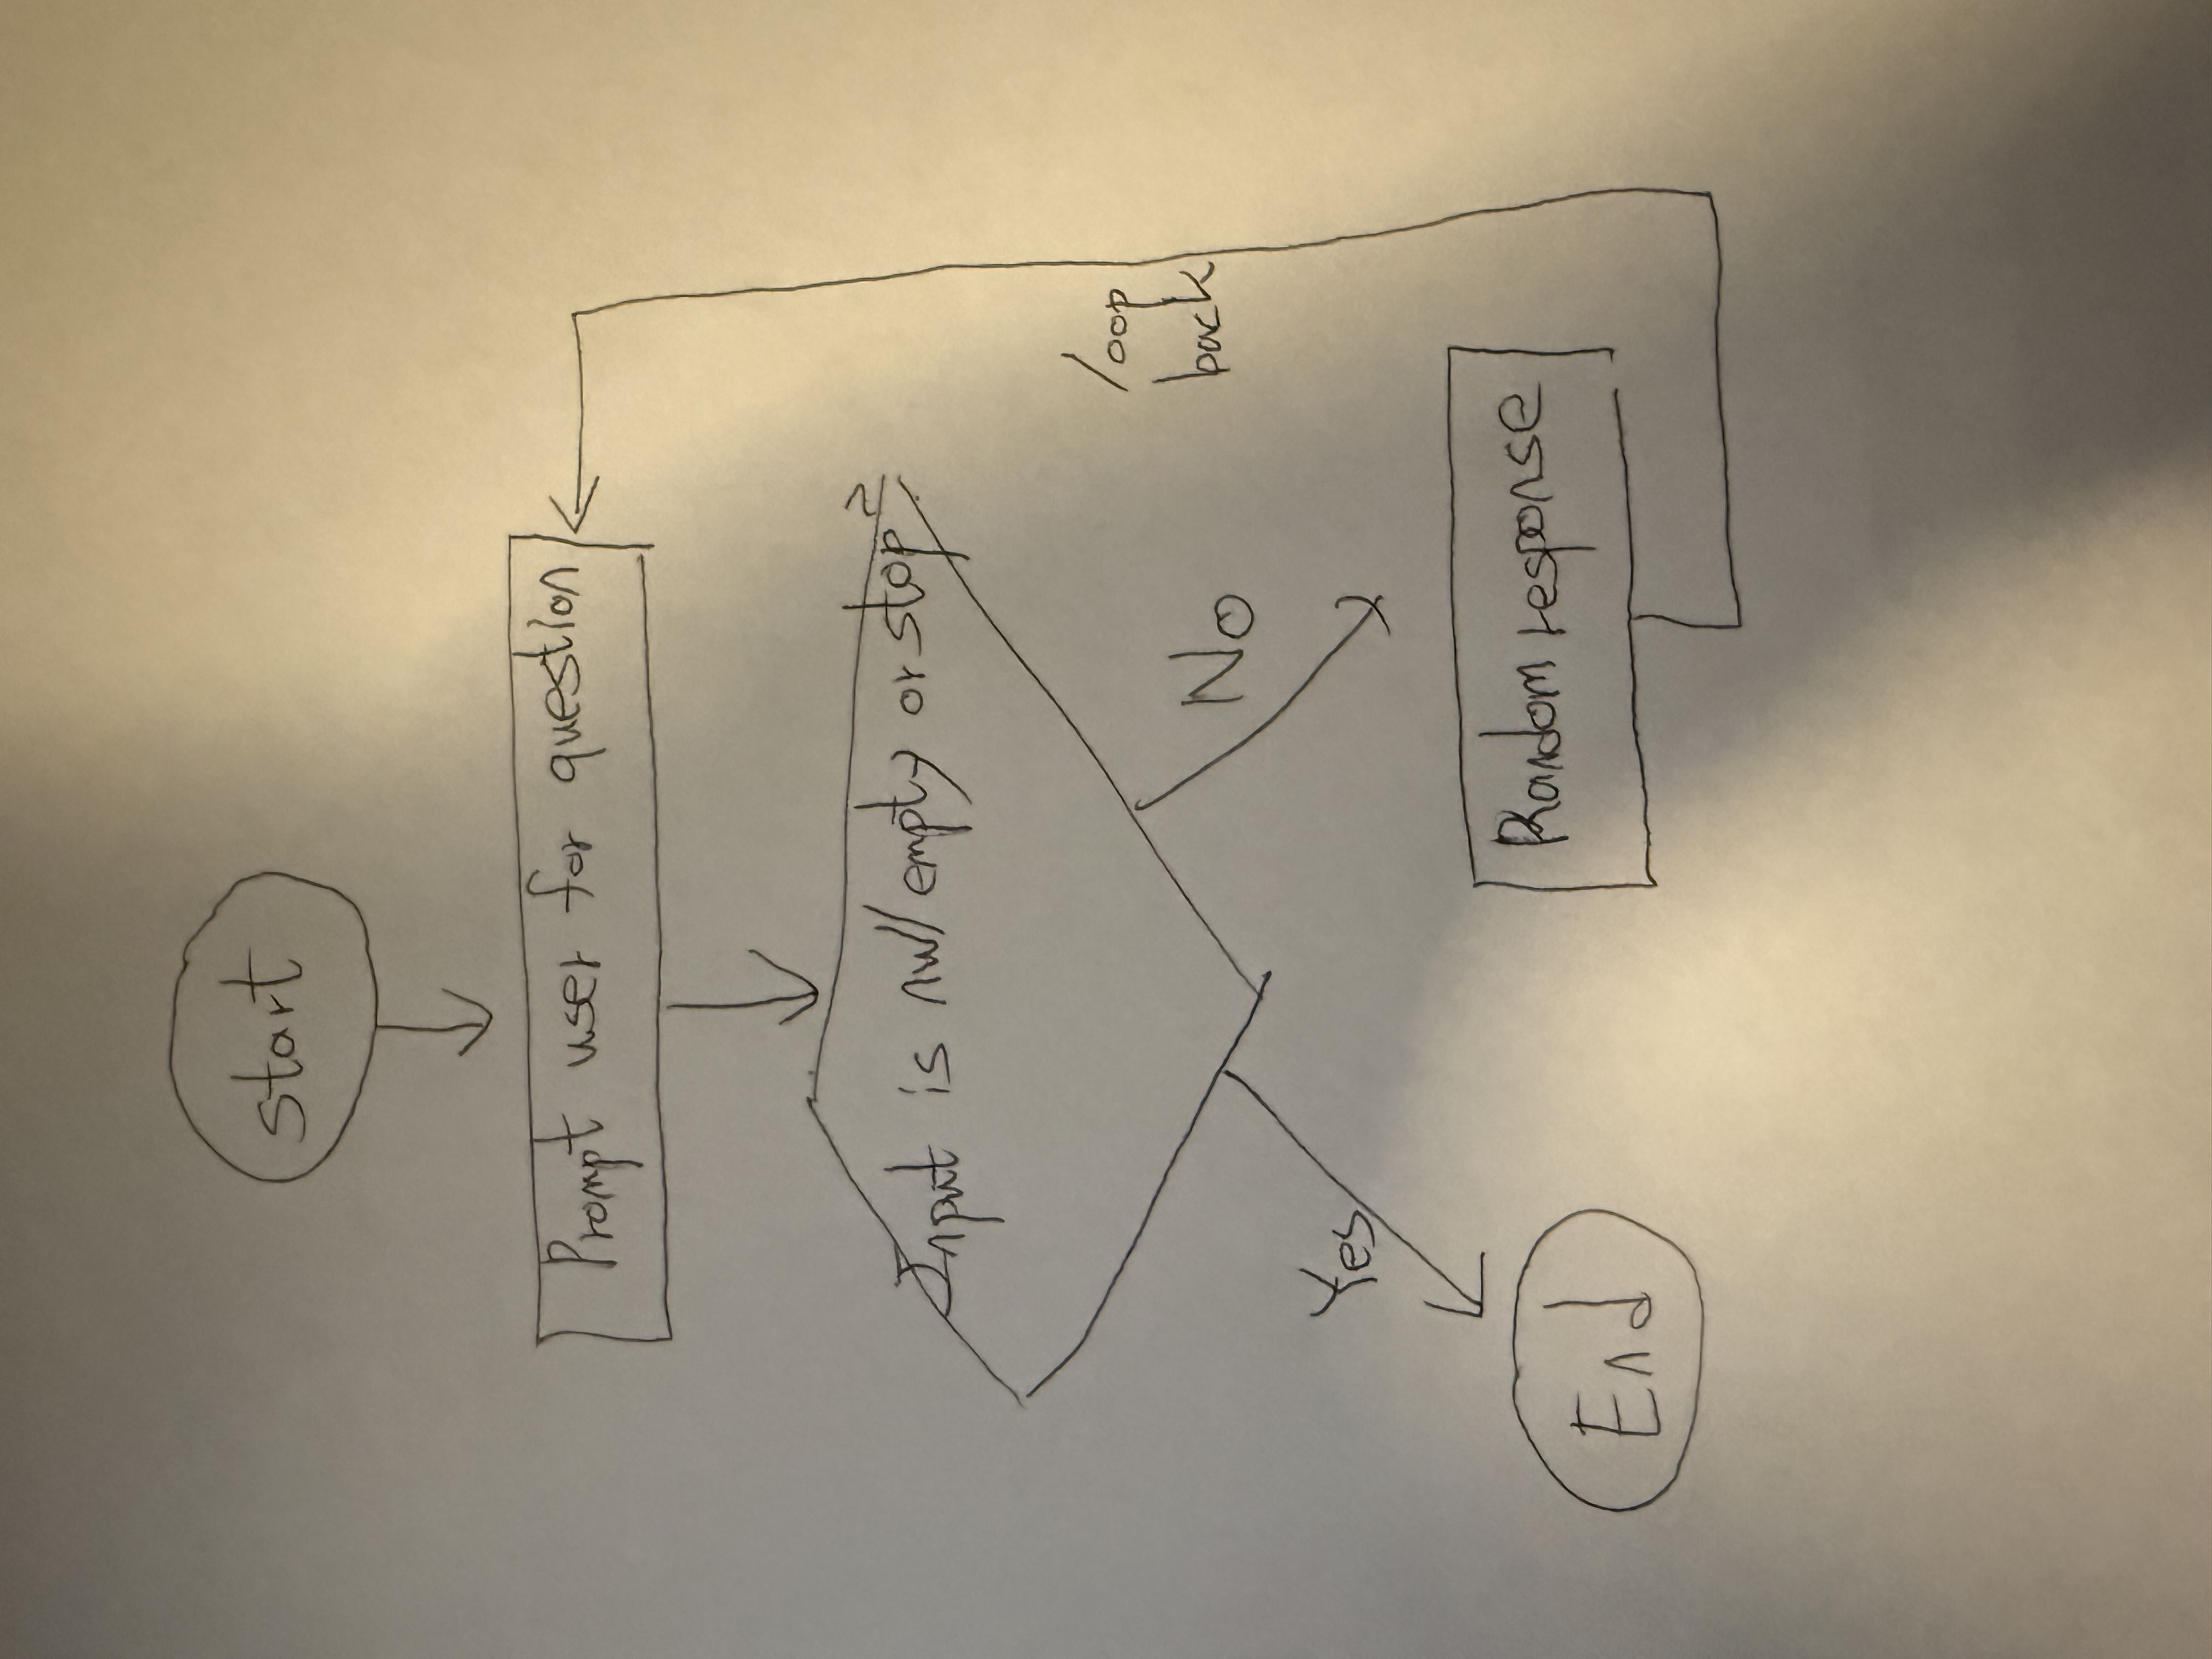 start
Prompt user for question
Input is null/empty or stop?
No
loop
back
Yes
Random response
End